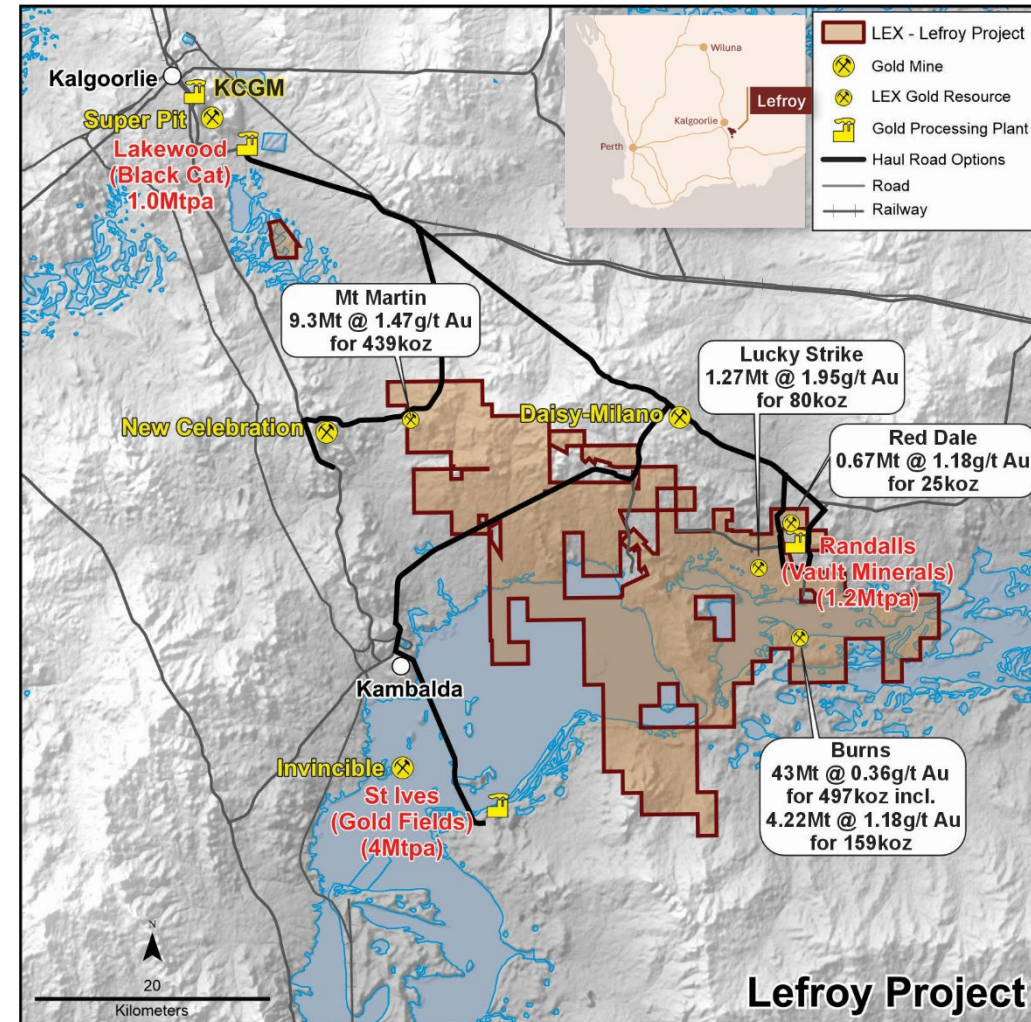 Kalgoorlie
KCGM
Super Pit
Lakewood
(Black Cat)
1.0Mtpa
Wiluna
Kalgoorlie
Lefroy
Perth
LEX - Lefroy Project
Gold Mine
LEX Gold Resource
Gold Processing Plant
Haul Road Options
Road
Railway
Mt Martin
9.3Mt @ 1.47g/t Au
for 439koz
New Celebration
Daisy-Milano
Lucky Strike
1.27Mt @ 1.95g/t Au
for 80koz
Red Dale
0.67Mt @ 1.18g/t Au
for 25koz
Randalls
(Vault Minerals)
(1.2Mtpa)
Kambalda
Invincible
St Ives
(Gold Fields)
(4Mtpa)
Burns
43Mt @ 0.36g/t Au
for 497koz incl.
4.22Mt @ 1.18g/t Au
for 159koz
N
20
Kilometers
Lefroy Project